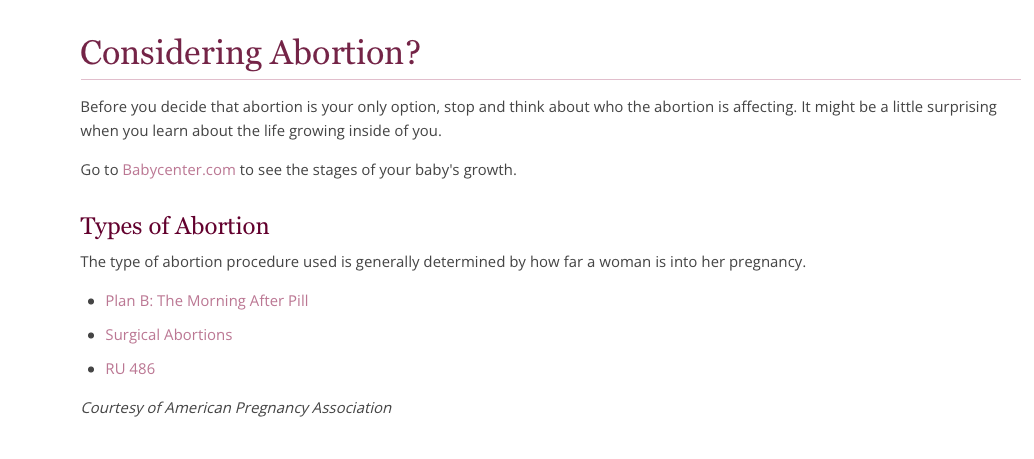 Considering Abortion?
Before you decide that abortion is your only option, stop and think about who the abortion is affecting. It might be a little surprising
when you learn about the life growing inside of you.
Go to Babycenter.com to see the stages of your baby's growth.
Types of Abortion
The type of abortion procedure used is generally determined by how far a woman is into her pregnancy.
• Plan B: The Morning After Pill
• Surgical Abortions
• RU 486
Courtesy of American Pregnancy Association